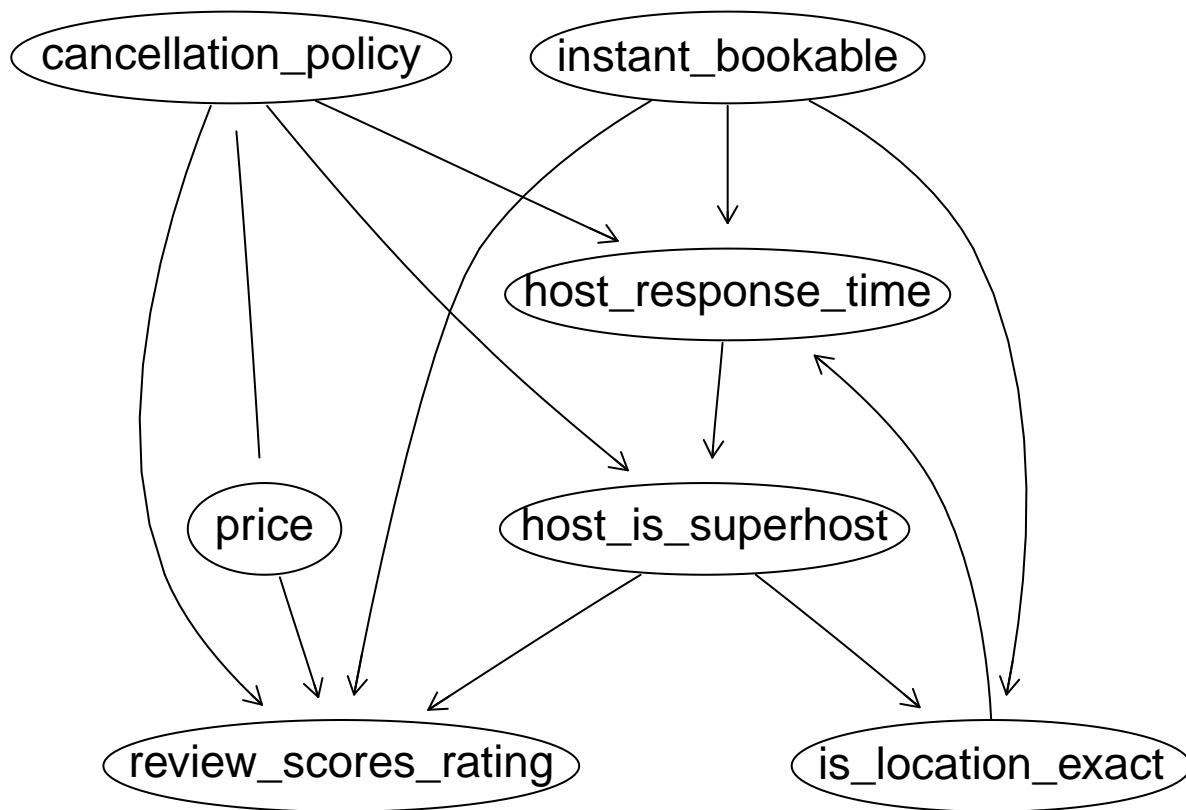 cancellation_policy
instant_bookable
host_response_time
price
host_is_superhost
review_scores_rating
is_location_exact